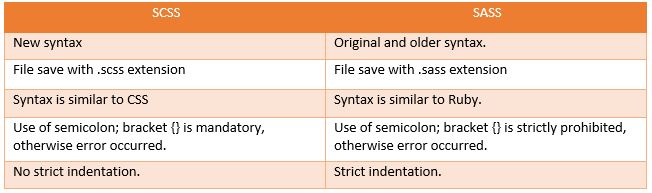 SCSS SASS
New syntax Original and older syntax.
File save with .scss extension File save with .sass extension
Syntax is similar to CSS Syntax is similar to Ruby.
Use of semicolon; bracket {} is mandatory, Use of semicolon; bracket {} is strictly prohibited,
otherwise error occurred. otherwise error occurred.
No strict indentation. Strict indentation.